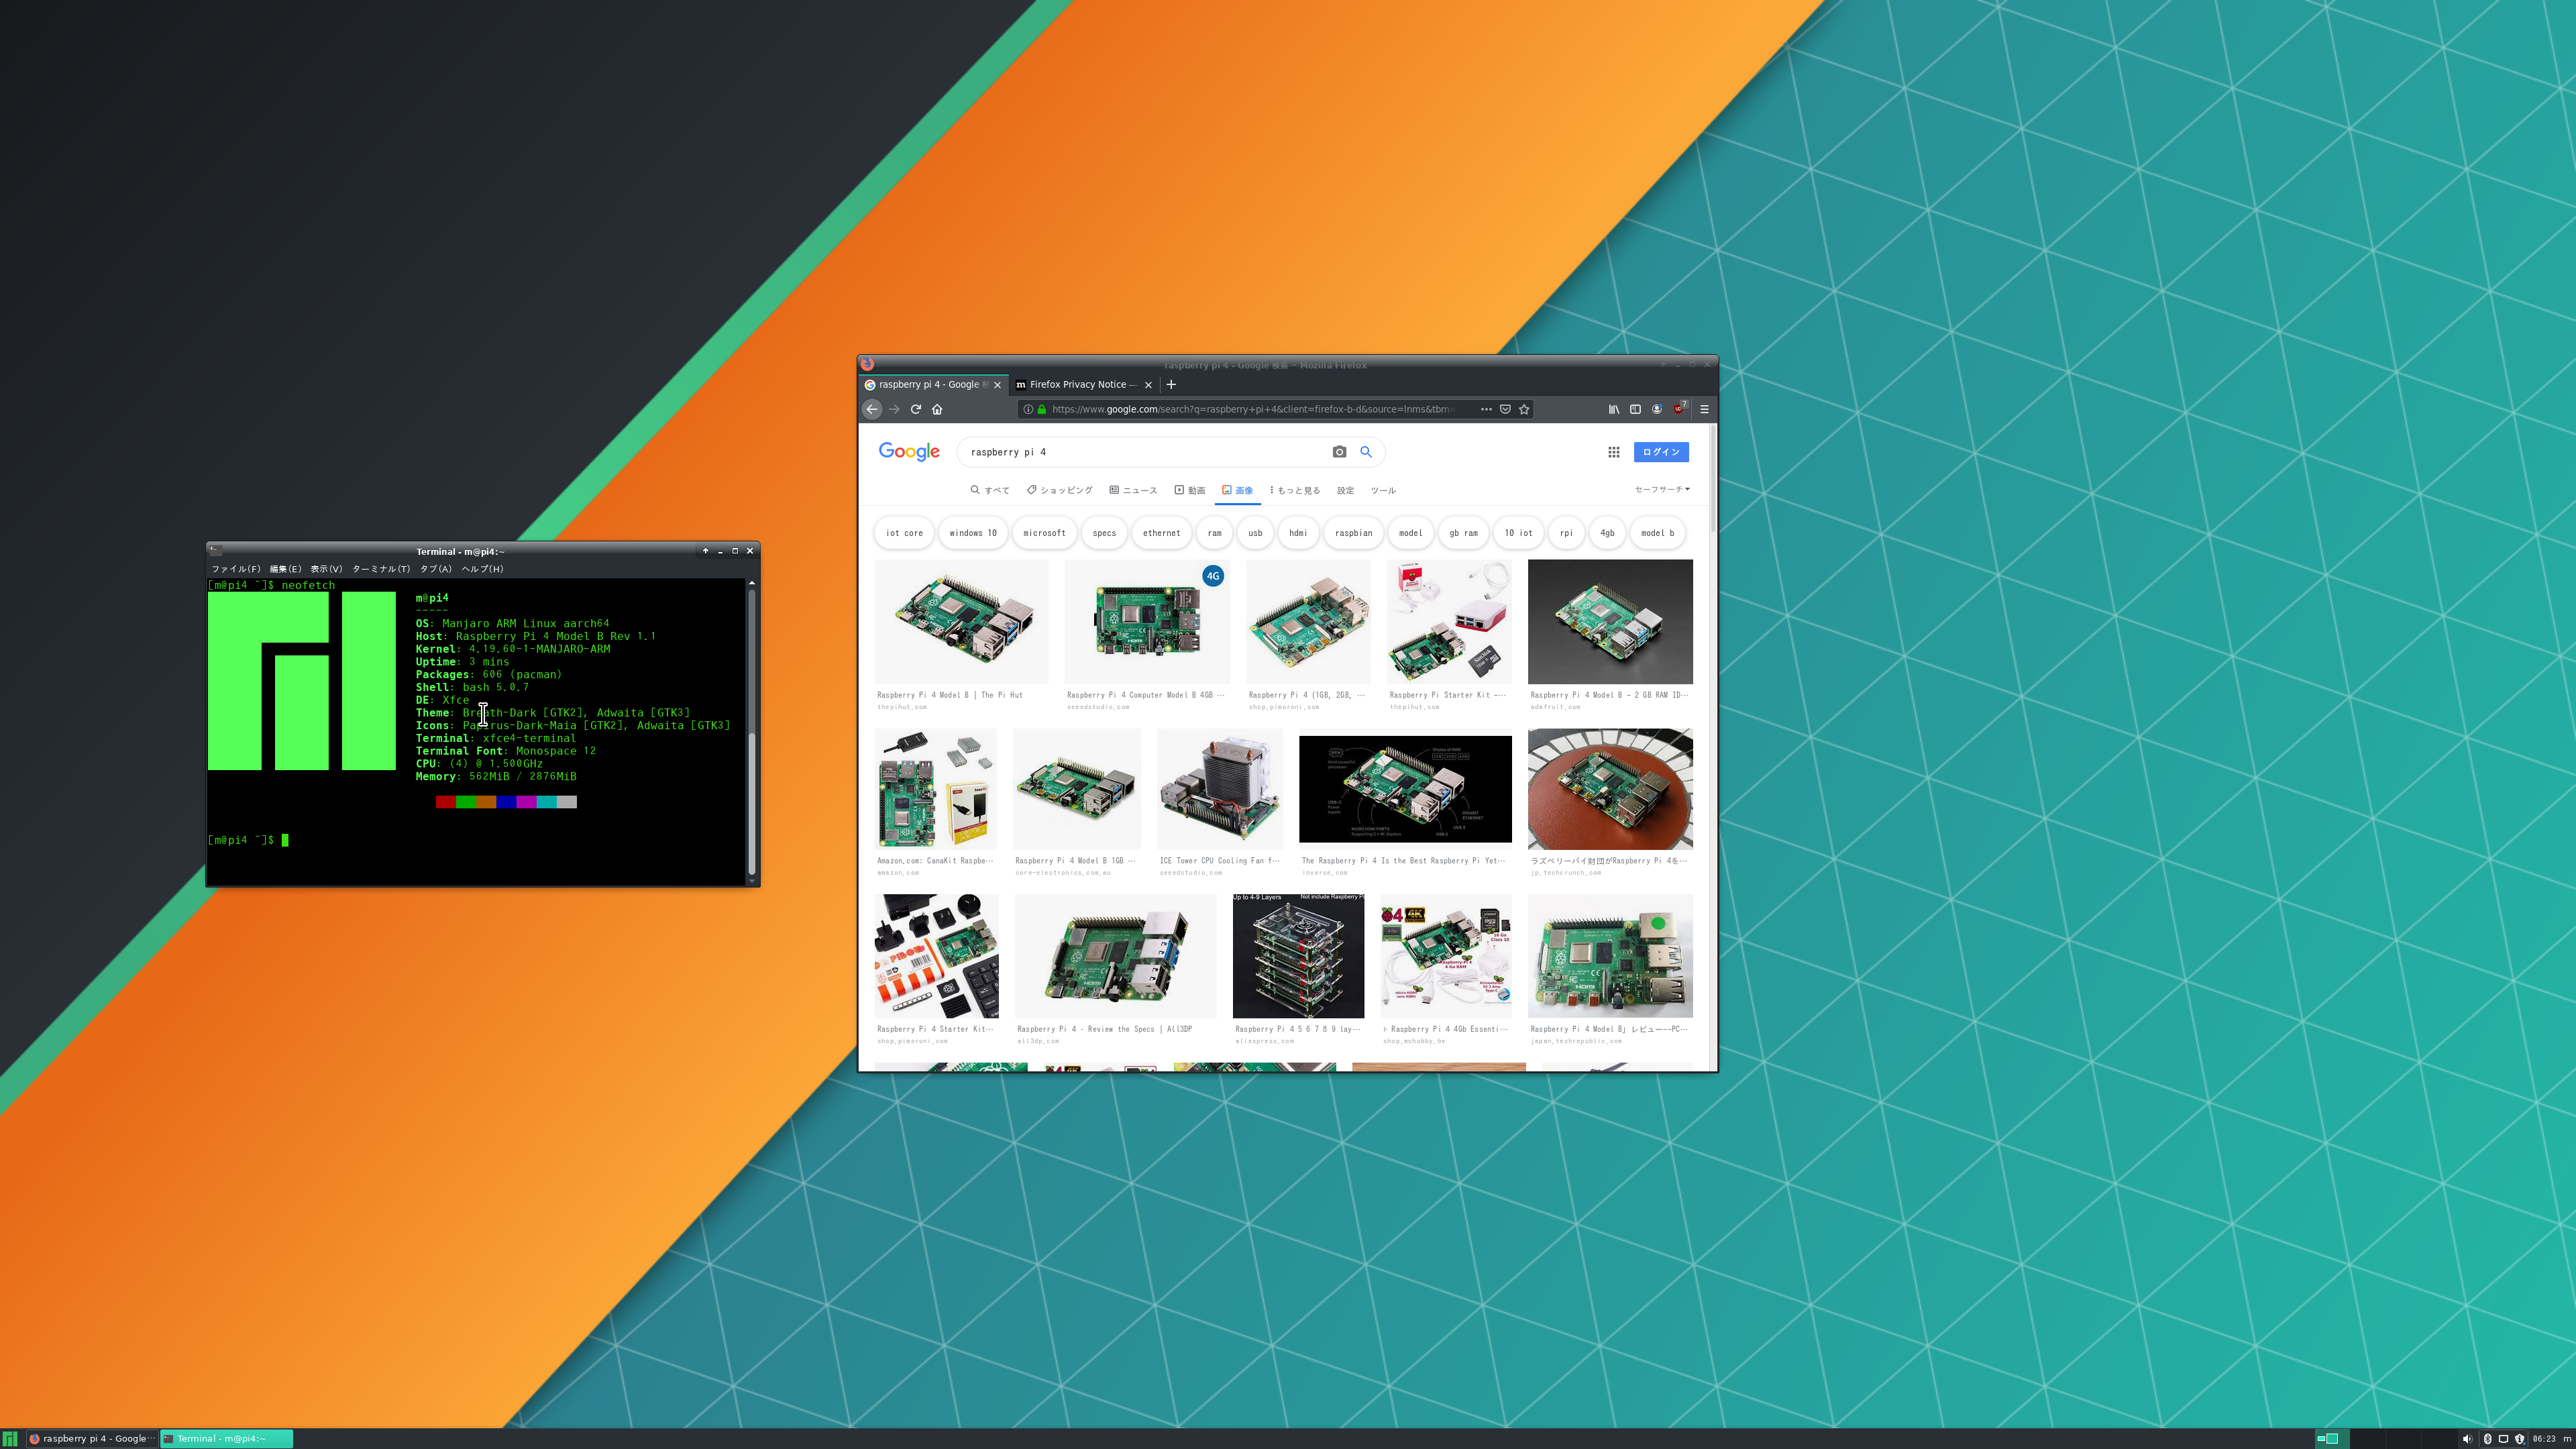 Terminal - m@pi4:~
ファイル(F) 編集(E) 表示(V) ターミナル(T) タブ(A) ヘルプ(H)
[m@pi4 ~]$ neofetch
m@pi4
-----
OS: Manjaro ARM Linux aarch64
Host: Raspberry Pi 4 Model B Rev 1.1
Kernel: 4.19.60-1-MANJARO-ARM
Uptime: 3 mins
Packages: 606 (pacman)
Shell: bash 5.0.7
DE: Xfce
Theme: Breath-Dark [GTK2], Adwaita [GTK3]
Icons: Papirus-Dark-Maia [GTK2], Adwaita [GTK3]
Terminal: xfce4-terminal
Terminal Font: Monospace 12
CPU: (4) @ 1.500GHz
Memory: 562MiB / 2876MiB
[m@pi4 ~]$
raspberry pi 4 - Google 検索 - Mozilla Firefox
raspberry pi 4 - Google
Firefox Privacy Notice —
https://www.google.com/search?q=raspberry+pi+4&client=firefox-b-d&source=lnms&tbm=
7
Google
raspberry pi 4
ログイン
すべて ショッピング ニュース 動画 画像 もっと見る 設定 ツール
セーフサーチ
iot core windows 10 microsoft specs ethernet ram usb hdmi raspbian model gb ram 10 iot rpi 4gb model b
4G
Raspberry Pi 4 Model B | The Pi Hut
thepihut.com
Raspberry Pi 4 Computer Model B 4GB …
seeedstudio.com
Raspberry Pi 4 (1GB, 2GB, …
shop.pimoroni.com
Raspberry Pi Starter Kit –…
thepihut.com
Raspberry Pi 4 Model B - 2 GB RAM ID…
adafruit.com
Amazon.com: CanaKit Raspbe…
amazon.com
Raspberry Pi 4 Model B 1GB …
core-electronics.com.au
ICE Tower CPU Cooling Fan f…
seeedstudio.com
The Raspberry Pi 4 Is the Best Raspberry Pi Yet…
inverse.com
ラズベリーパイ財団がRaspberry Pi 4を…
jp.techcrunch.com
Up to 4-9 Layers
Not Include Raspberry P
Raspberry Pi 4 Starter Kit…
shop.pimoroni.com
Raspberry Pi 4 - Review the Specs | All3DP
all3dp.com
Raspberry Pi 4 5 6 7 8 9 lay…
aliexpress.com
▷ Raspberry Pi 4 4Gb Essenti…
shop.mchobby.be
Raspberry Pi 4 Model B」レビュー--PC…
japan.techrepublic.com
raspberry pi 4 - Google …
Terminal - m@pi4:~
06:23 m